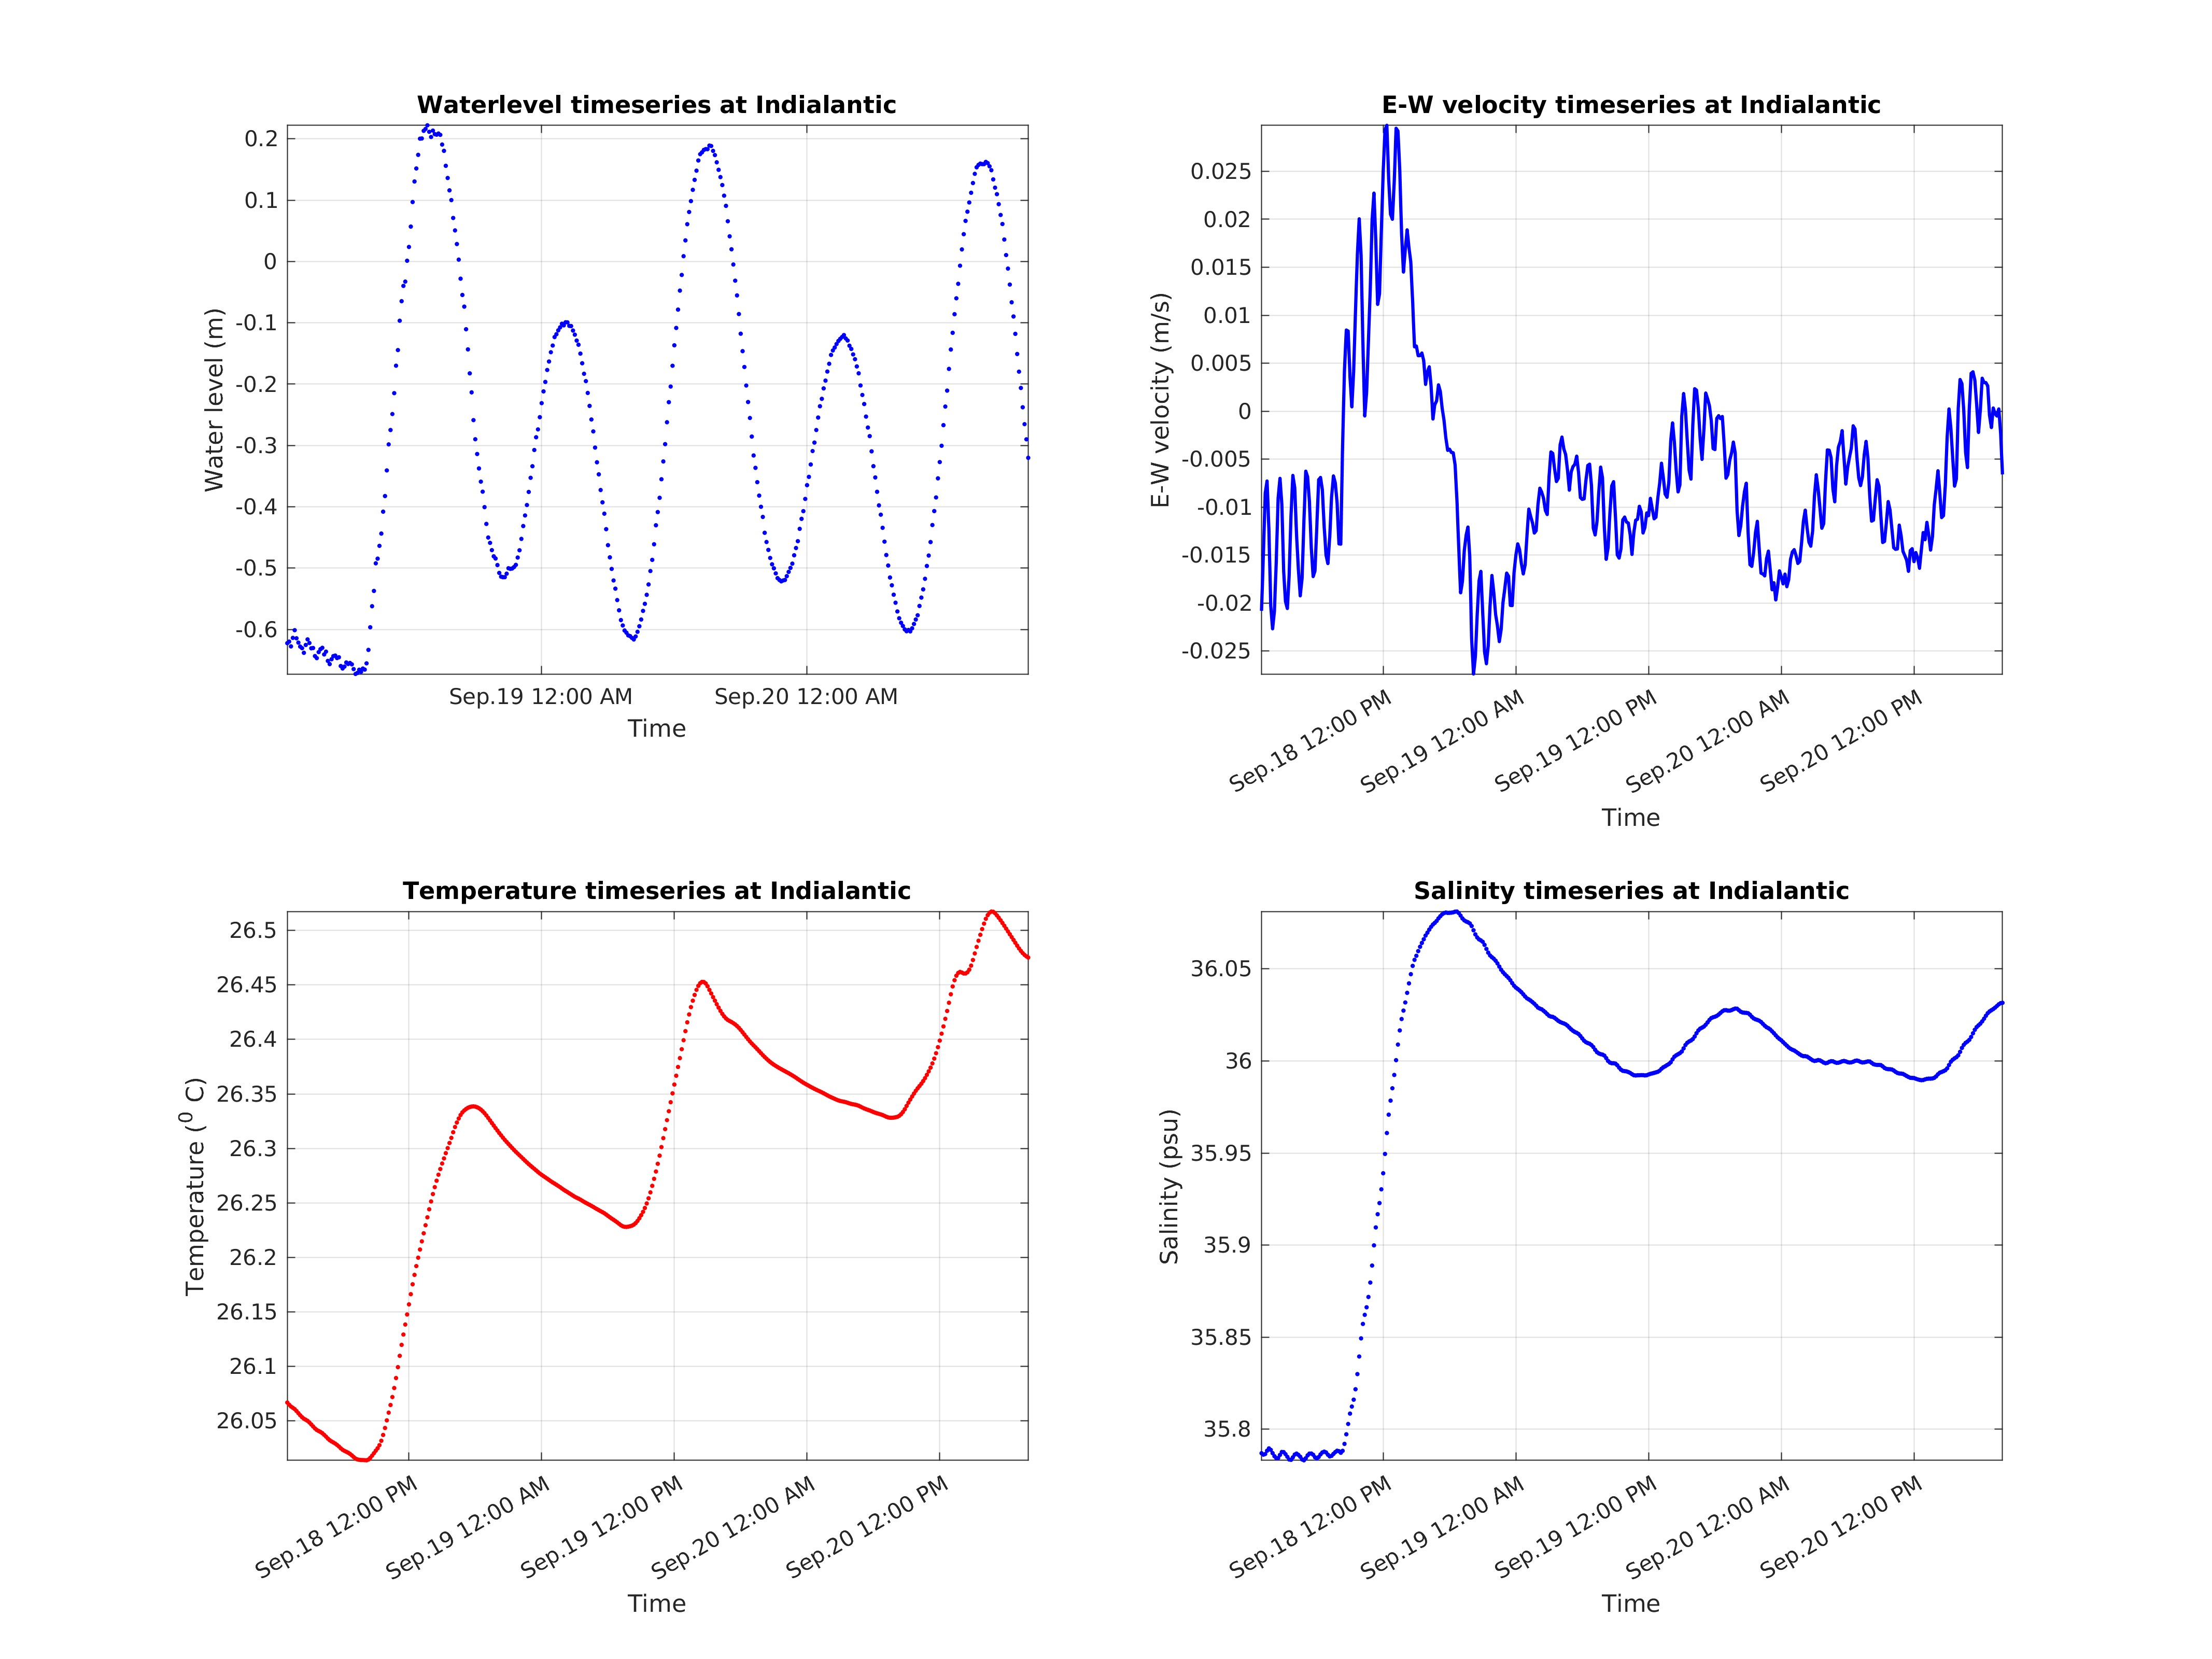 Waterlevel timeseries at Indialantic
0.2
0.1
0
-0.1
-0.2
-0.3
-0.4
-0.5
-0.6
Water level (m)
Sep.19 12:00 AM
Sep.20 12:00 AM
Time
E-W velocity timeseries at Indialantic
0.025
0.02
0.015
0.01
0.005
0
-0.005
-0.01
-0.015
-0.02
-0.025
E-W velocity (m/s)
Sep.18 12:00 PM
Sep.19 12:00 AM
Sep.19 12:00 PM
Sep.20 12:00 AM
Sep.20 12:00 PM
Time
Temperature timeseries at Indialantic
26.5
26.45
26.4
26.35
26.3
26.25
26.2
26.15
26.1
26.05
Temperature (⁰ C)
Sep.18 12:00 PM
Sep.19 12:00 AM
Sep.19 12:00 PM
Sep.20 12:00 AM
Sep.20 12:00 PM
Time
Salinity timeseries at Indialantic
36.05
36
35.95
35.9
35.85
35.8
Salinity (psu)
Sep.18 12:00 PM
Sep.19 12:00 AM
Sep.19 12:00 PM
Sep.20 12:00 AM
Sep.20 12:00 PM
Time